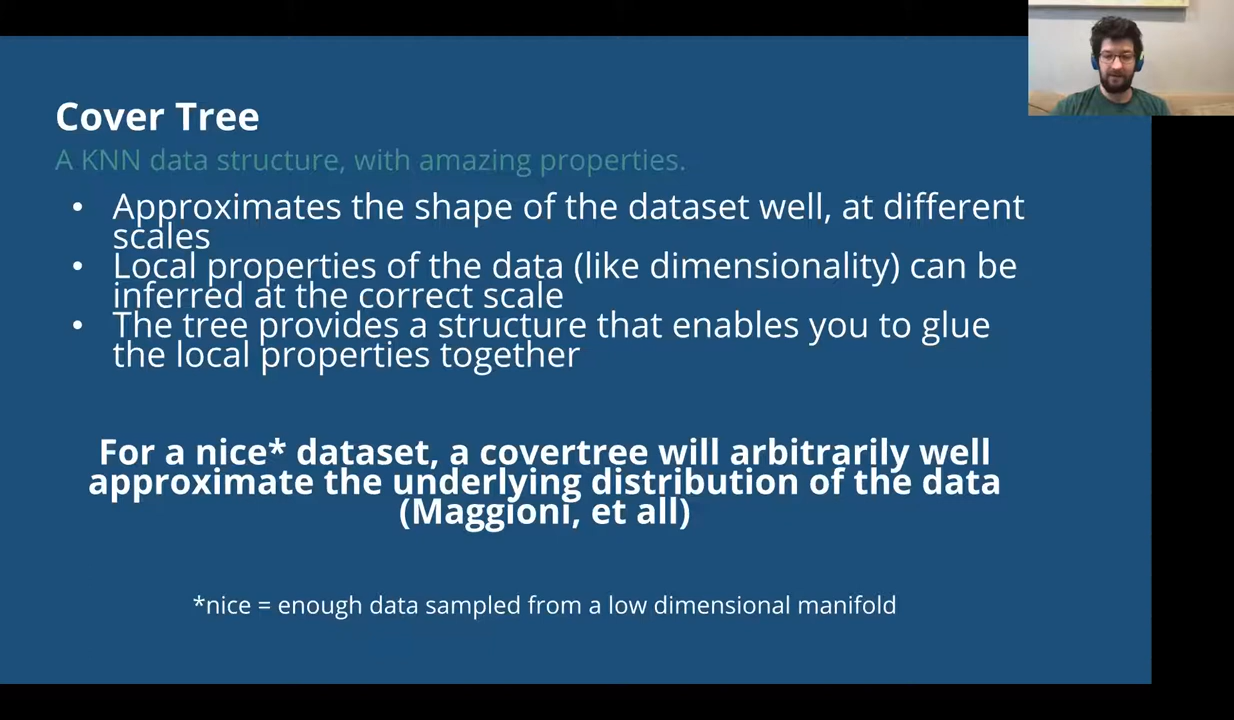 Cover Tree
A KNN data structure, with amazing properties.
• Approximates the shape of the dataset well, at different
scales
• Local properties of the data (like dimensionality) can be
inferred at the correct scale
• The tree provides a structure that enables you to glue
the local properties together
For a nice* dataset, a covertree will arbitrarily well
approximate the underlying distribution of the data
(Maggioni, et all)
*nice = enough data sampled from a low dimensional manifold